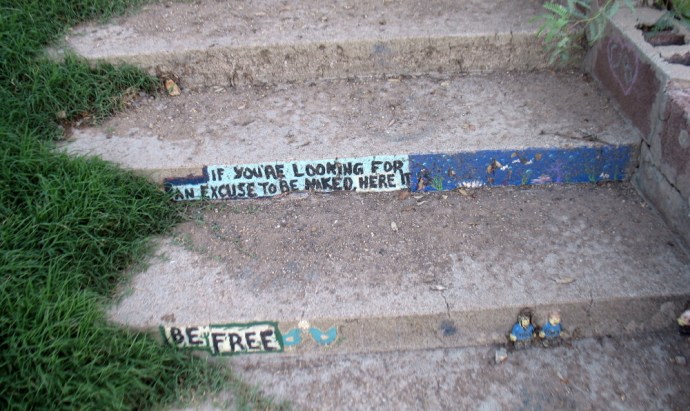 IF YOU'RE LOOKING FOR
AN EXCUSE TO BE NAKED, HERE IT
BE FREE